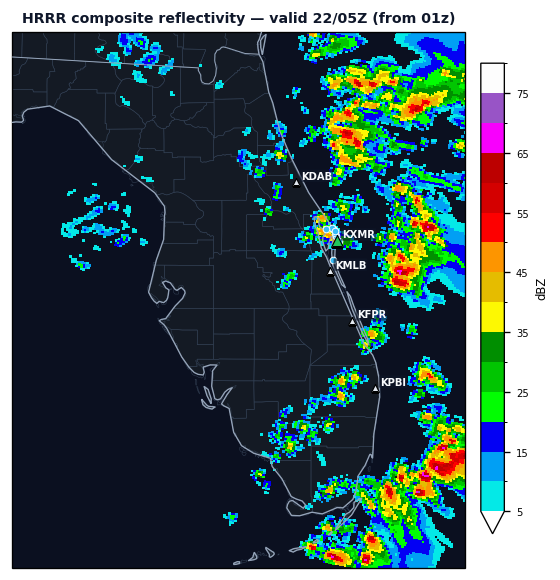 HRRR composite reflectivity — valid 22/05Z (from 01z)
KDAB
KXMR
KMLB
KFPR
KPBI
75
65
55
45
35
25
15
5
dBZ